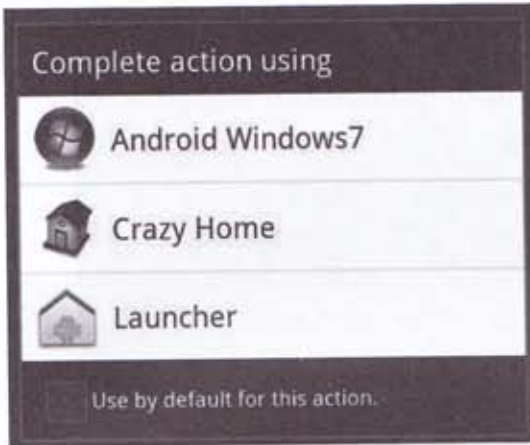 Complete action using
Android Windows7
Crazy Home
Launcher
Use by default for this action.